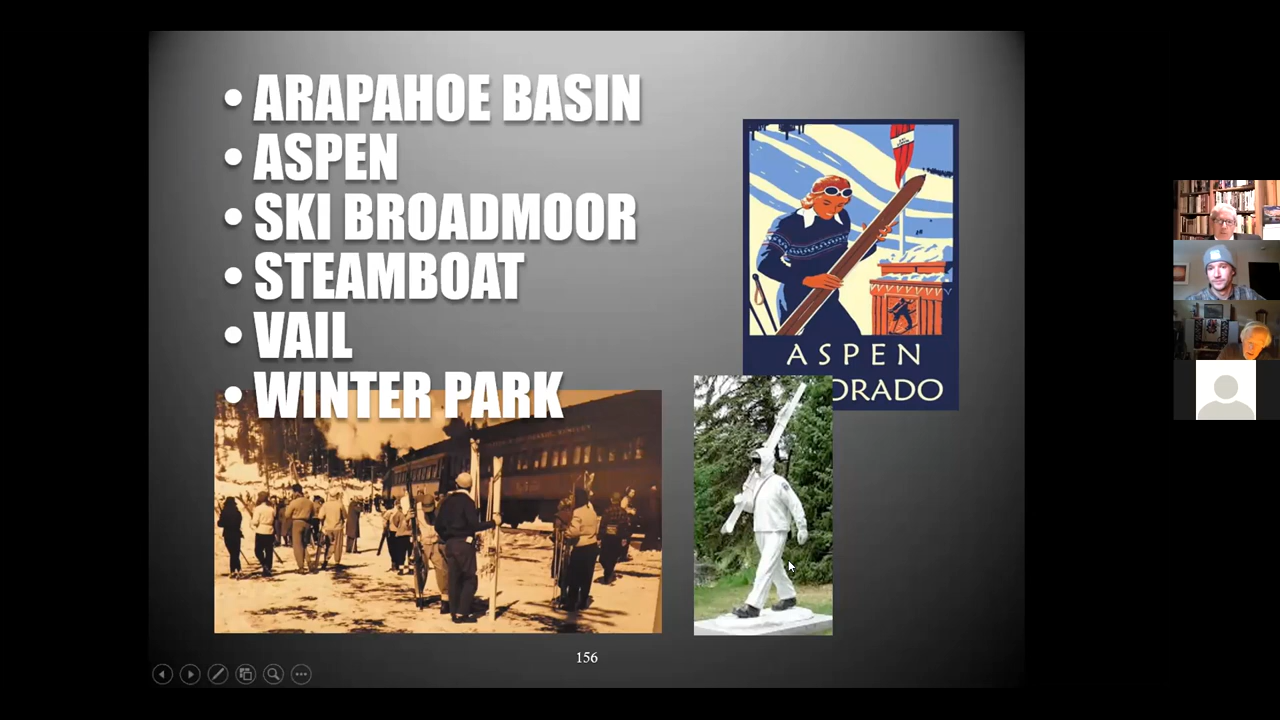 • ARAPAHOE BASIN
• ASPEN
• SKI BROADMOOR
• STEAMBOAT
• VAIL
• WINTER PARK
ASPEN
ORADO
156